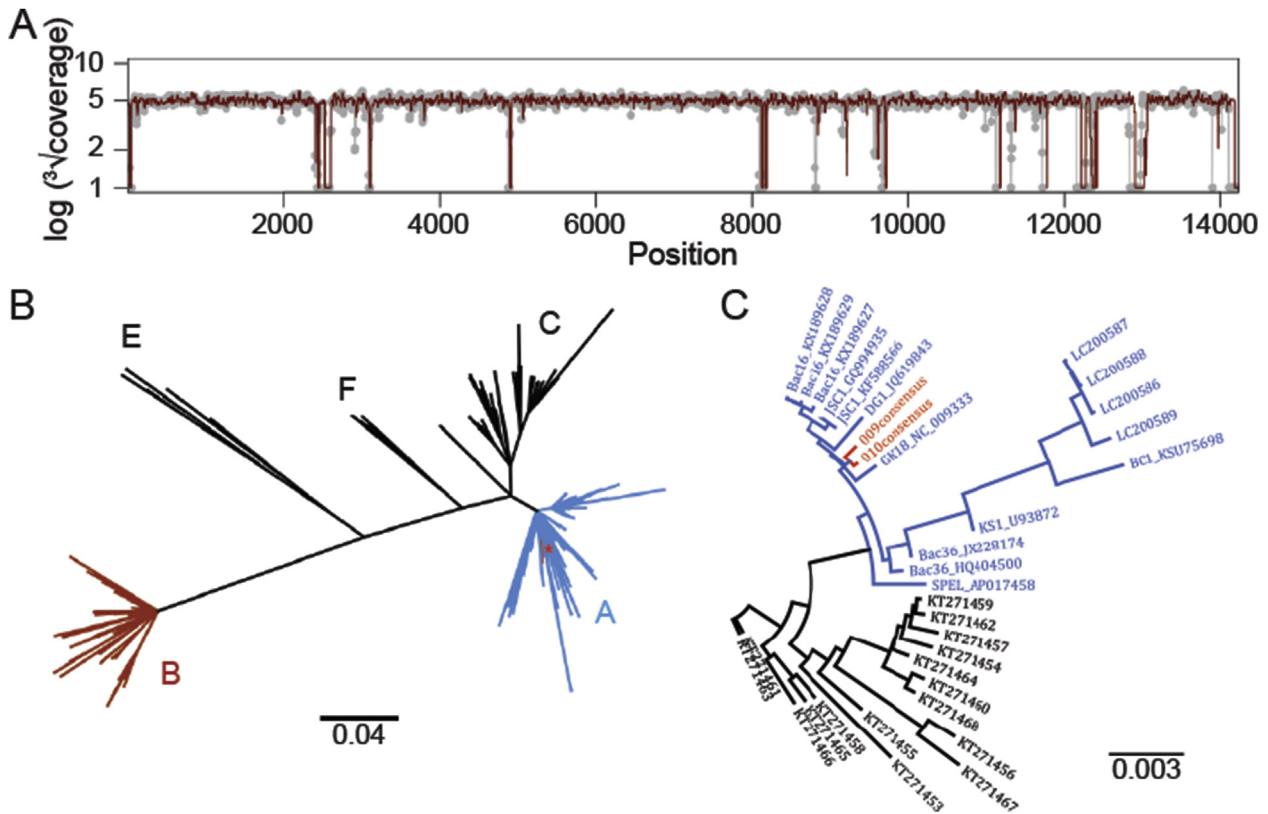 A
log (³√coverage)
10
5
2
1
2000 4000 6000 8000 10000 12000 14000
Position
B
E
F
C
A
B
*
0.04
C
Bac16_KX189628
Bac16_KX189629
Bac16_KX189627
JSC1_GQ994935
JSC1_KF588566
DG1_JQ619843
009consensus
010consensus
GK18_NC_009333
LC200587
LC200588
LC200586
LC200589
BC1_KSU75698
KS1_U93872
Bac36_JX228174
Bac36_HQ404500
SPEL_AP017458
KT271459
KT271462
KT271457
KT271454
KT271464
KT271460
KT271468
KT271456
KT271467
KT271455
KT271453
KT271458
KT271465
KT271466
KT271461
KT271463
0.003